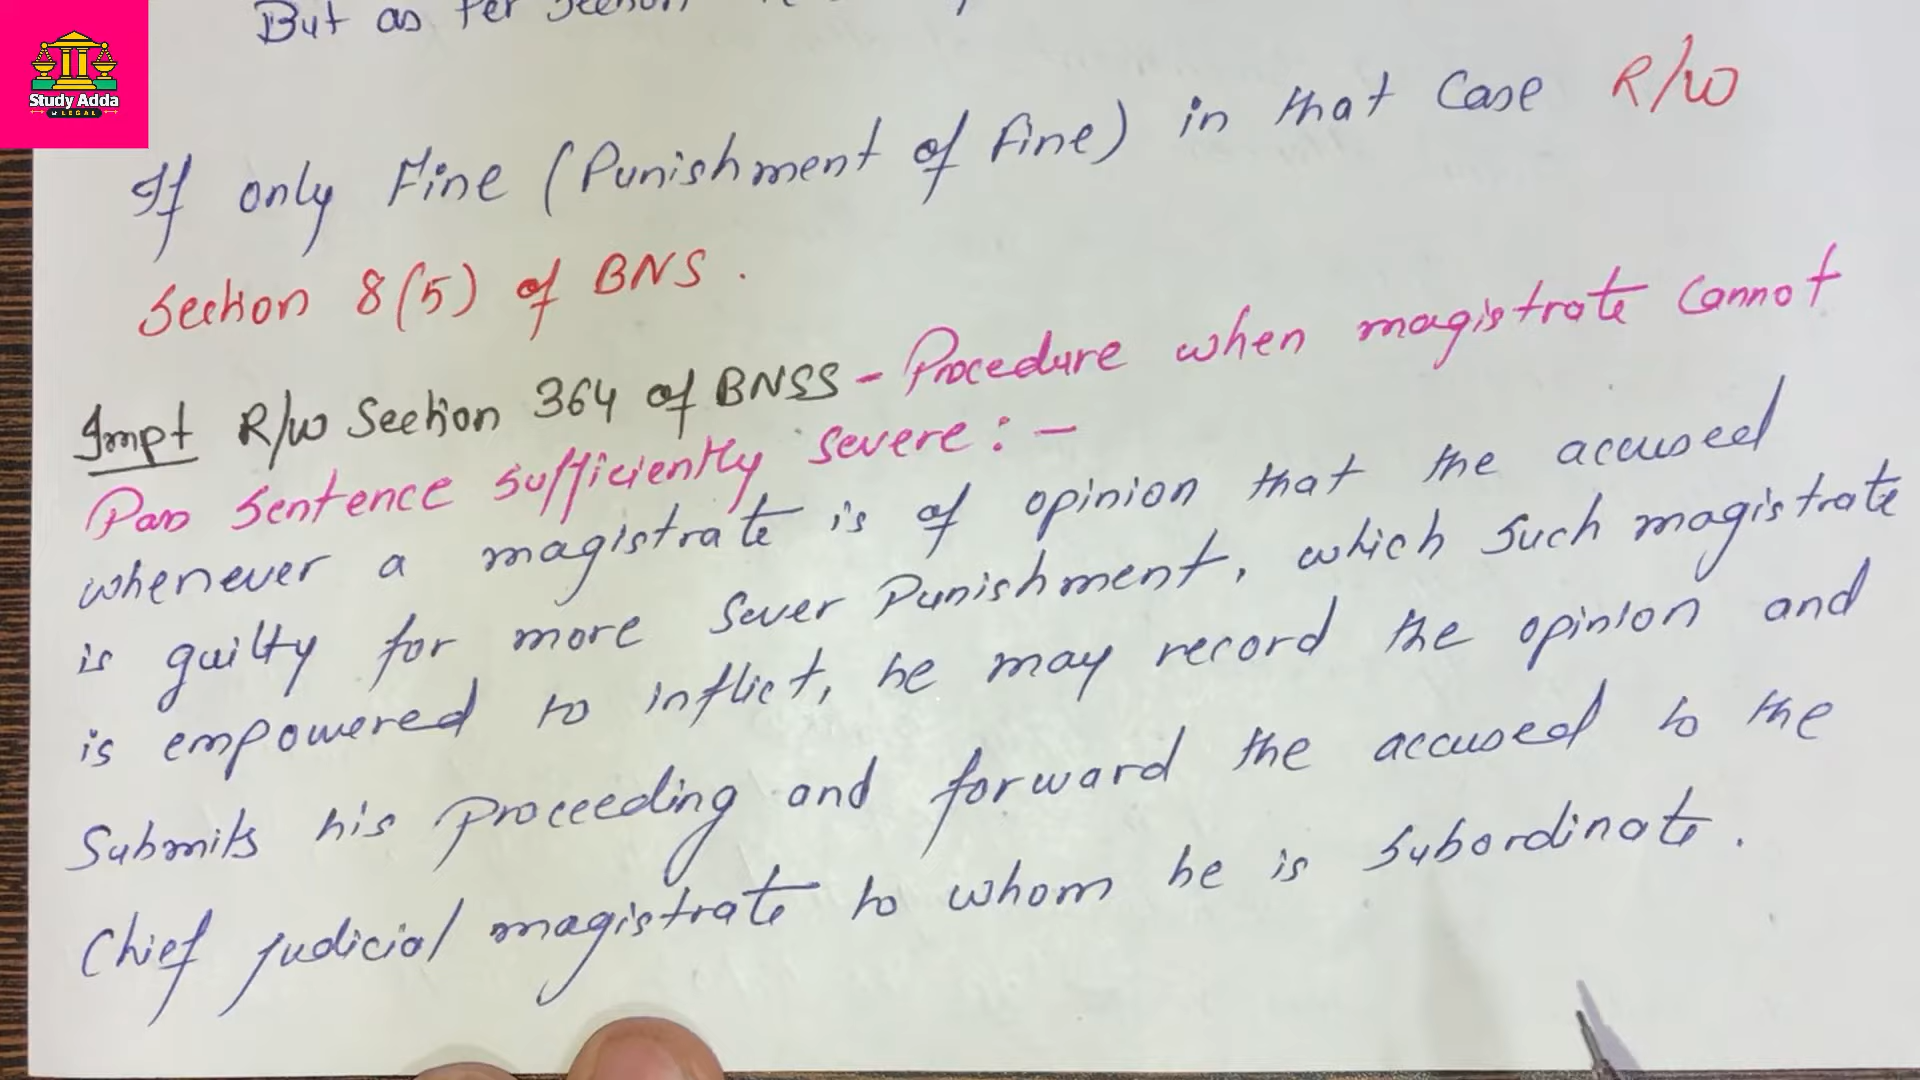 But as Per Section
Study Adda
LEGAL
If only Fine (Punishment of fine) in that Case R/W
Section 8(5) of BNS.
Impt R/W Section 364 of BNSS - Procedure when magistrate cannot
Pass Sentence sufficiently severe : -
whenever a magistrate is of opinion that the accused
is guilty for more Sever Punishment, which such magistrate
is empowered to inflict, he may record the opinion and
Submits his proceeding and forward the accused to the
Chief judicial magistrate to whom he is subordinate.